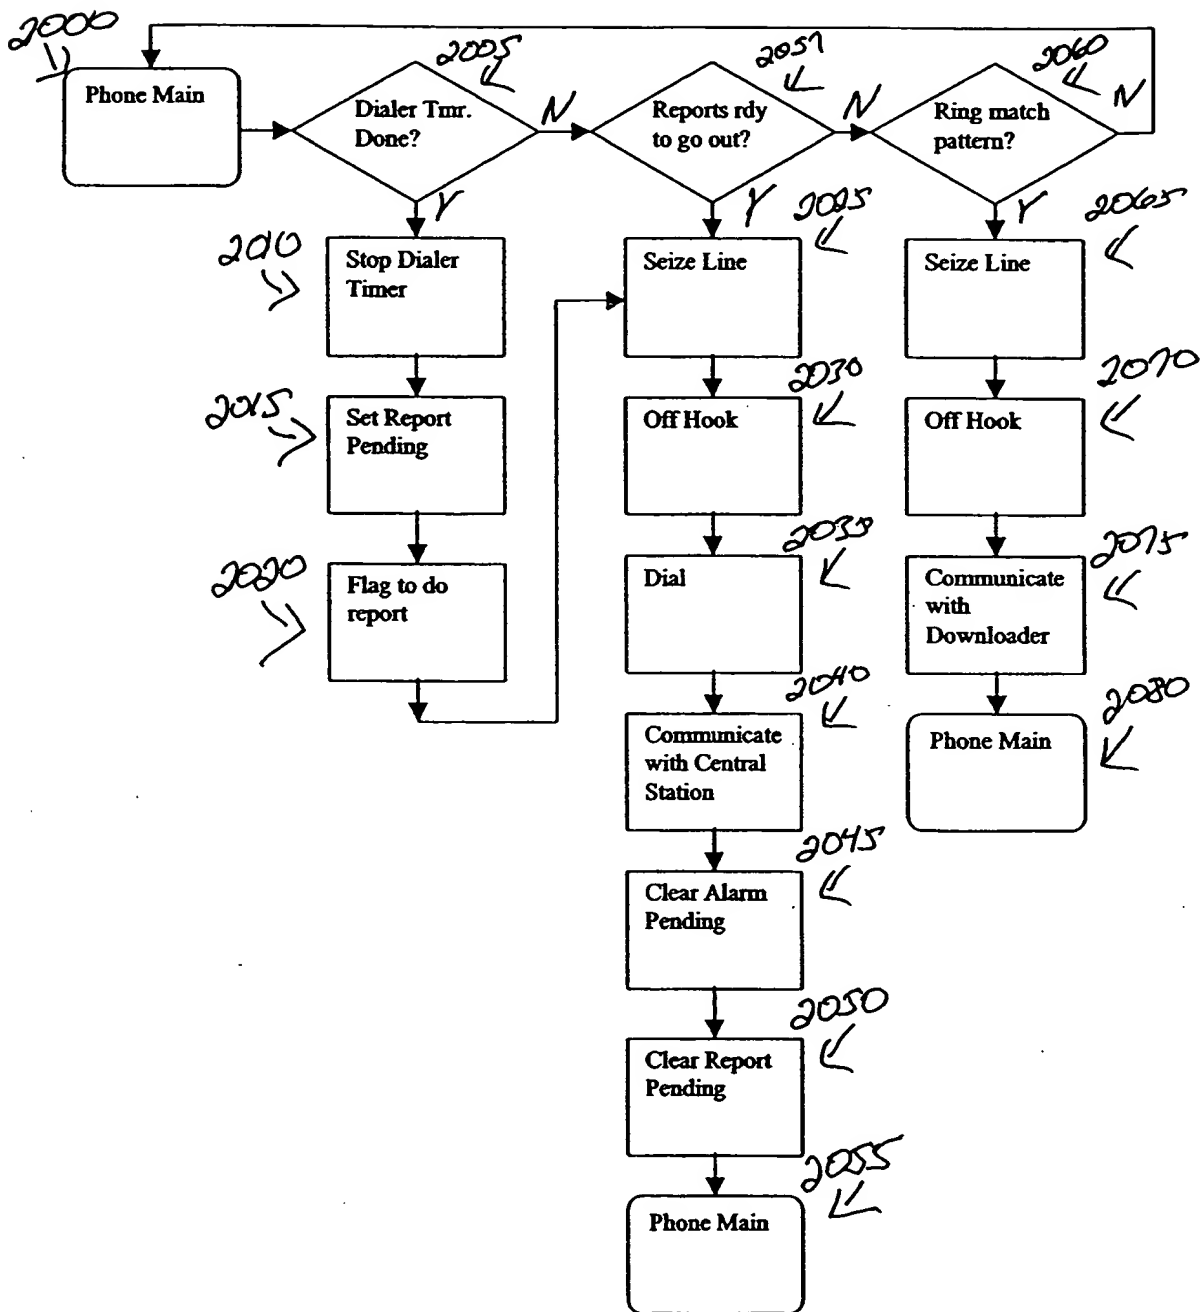 2000
Phone Main
2005
Dialer Tmr.
Done?
N
Y
2057
Reports rdy
to go out?
N
Y
2060
Ring match
pattern?
N
Y
2010
Stop Dialer
Timer
2025
Seize Line
2065
Seize Line
2015
Set Report
Pending
2030
Off Hook
2070
Off Hook
2020
Flag to do
report
2035
Dial
2075
Communicate
with
Downloader
2040
Communicate
with Central
Station
2080
Phone Main
2045
Clear Alarm
Pending
2050
Clear Report
Pending
2055
Phone Main